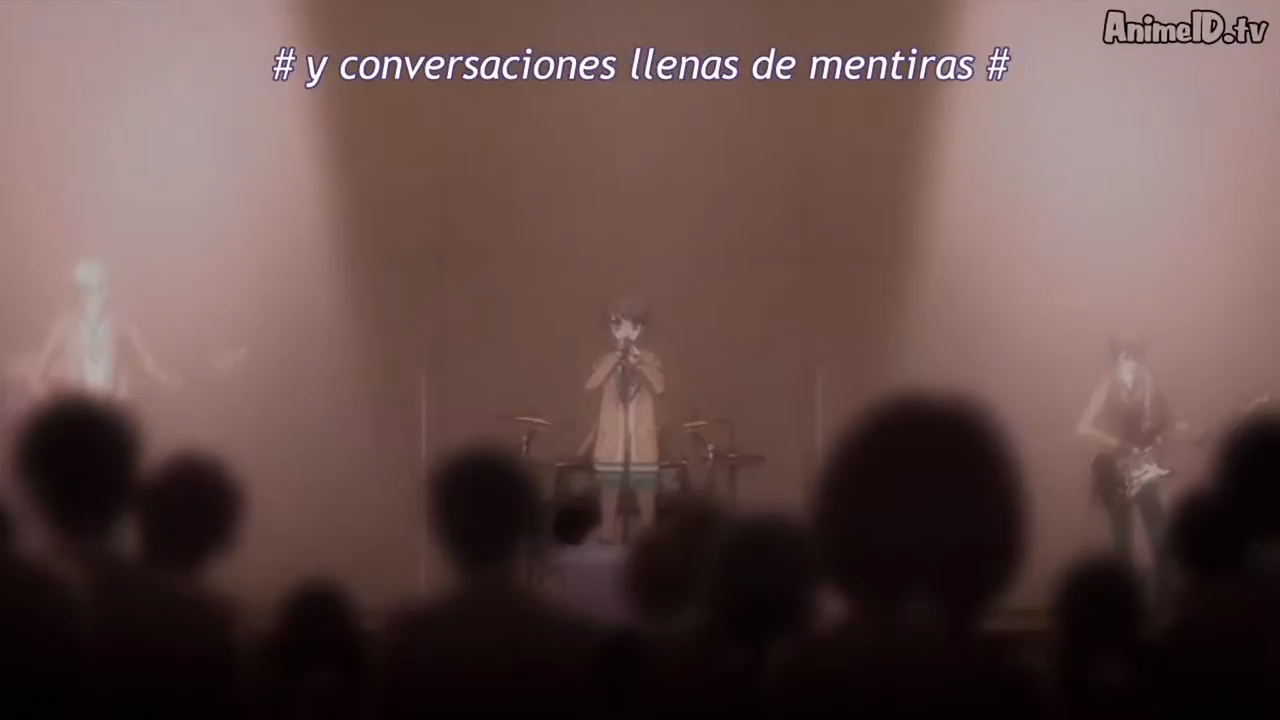 AnimeID.tv
# y conversaciones llenas de mentiras #